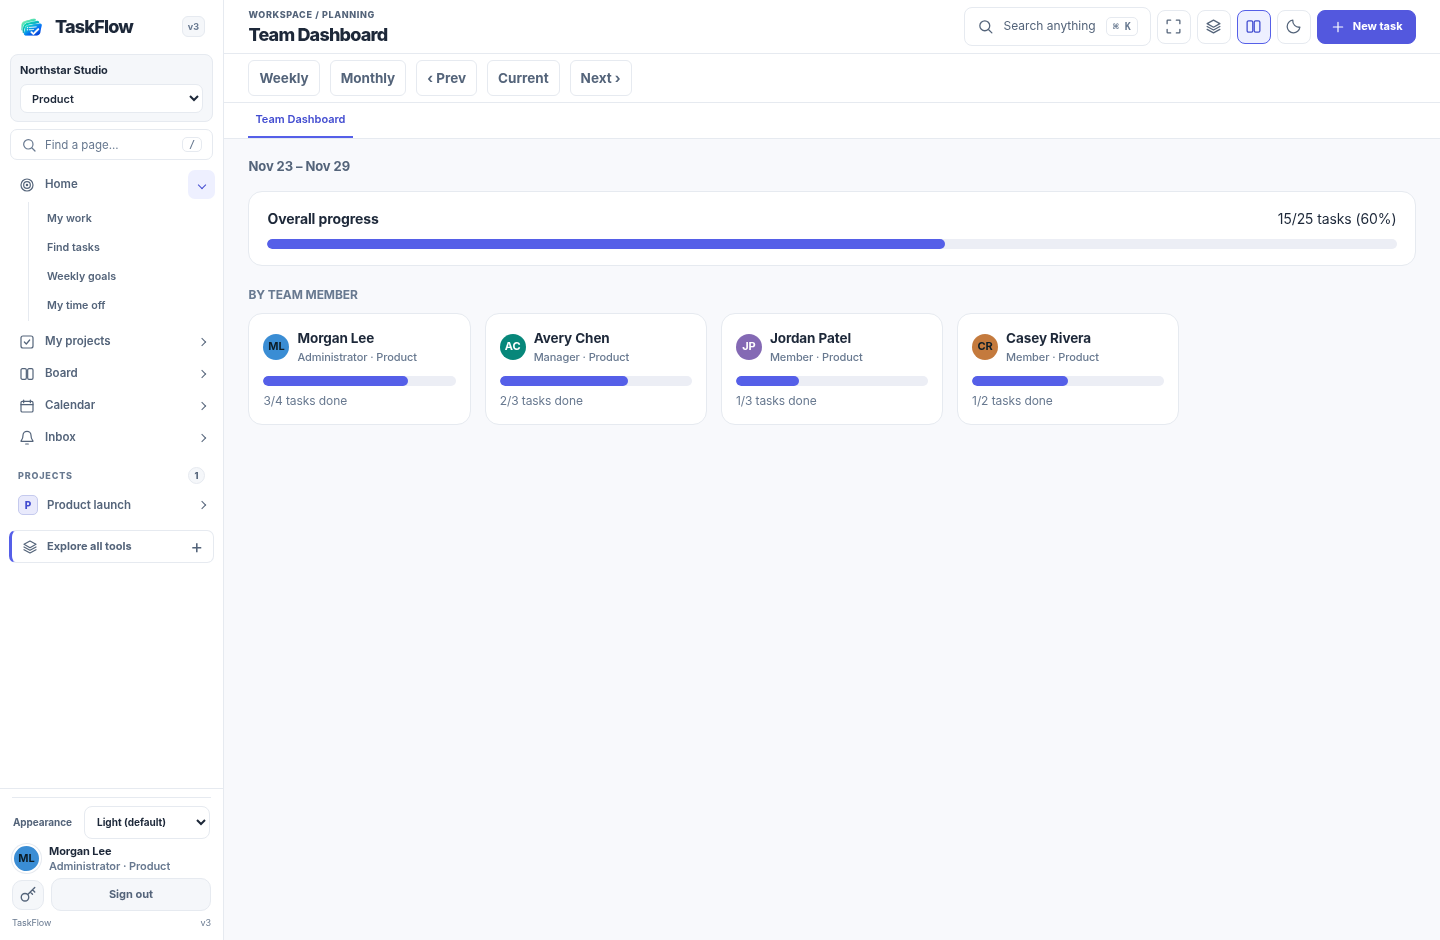 TaskFlow
v3
Northstar Studio
Product
Find a page...
/
Home
My work
Find tasks
Weekly goals
My time off
My projects
Board
Calendar
Inbox
PROJECTS
1
P
Product launch
Explore all tools
+
Appearance
Light (default)
ML
Morgan Lee
Administrator · Product
Sign out
TaskFlow
v3
WORKSPACE / PLANNING
Team Dashboard
Search anything
⌘ K
+ New task
Weekly
Monthly
‹ Prev
Current
Next ›
Team Dashboard
Nov 23 – Nov 29
Overall progress
15/25 tasks (60%)
BY TEAM MEMBER
ML
Morgan Lee
Administrator · Product
3/4 tasks done
AC
Avery Chen
Manager · Product
2/3 tasks done
JP
Jordan Patel
Member · Product
1/3 tasks done
CR
Casey Rivera
Member · Product
1/2 tasks done